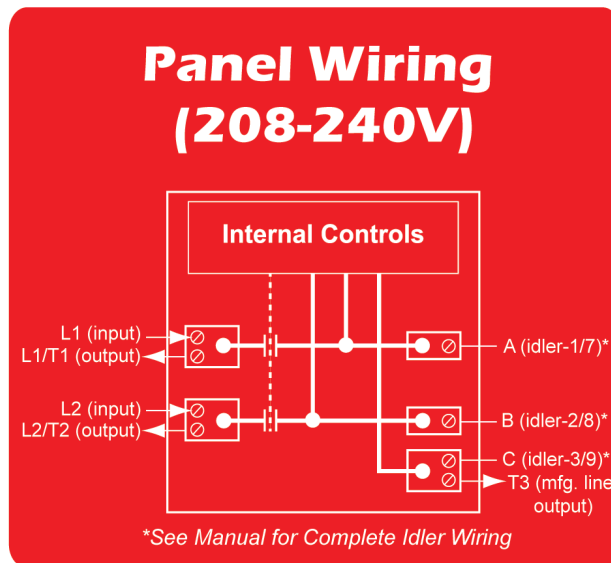 Panel Wiring
(208-240V)
Internal Controls
L1 (input)
L1/T1 (output)
L2 (input)
L2/T2 (output)
A (idler-1/7)*
B (idler-2/8)*
C (idler-3/9)*
T3 (mfg. line
output)
*See Manual for Complete Idler Wiring